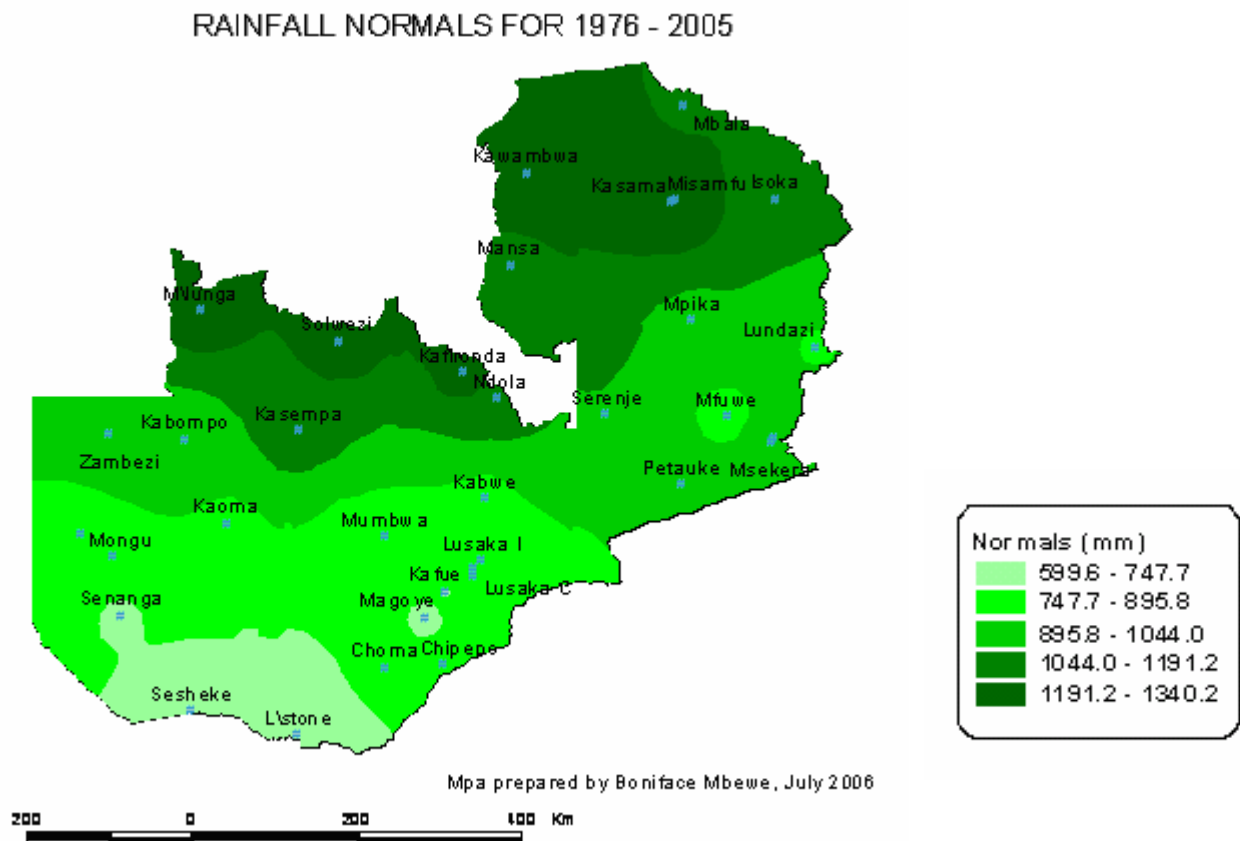 RAINFALL NORMALS FOR 1976 - 2005
Mbala
Kawambwa
Kasama Misamfu Isoka
Mansa
M\Nunga
Mpika
Solwezi
Lundazi
Kafironda
Ndola
Serenje
Mfuwe
Kabompo
Kasempa
Zambezi
Petauke
Msekera
Kabwe
Kaoma
Mumbwa
Mongu
Lusaka I
Kafue
Lusaka C
Senanga
Magoye
Choma
Chipepo
Sesheke
L\stone
Normals (mm)
599.6 - 747.7
747.7 - 895.8
895.8 - 1044.0
1044.0 - 1191.2
1191.2 - 1340.2
Mpa prepared by Boniface Mbewe, July 2006
200 0 200 400 Km